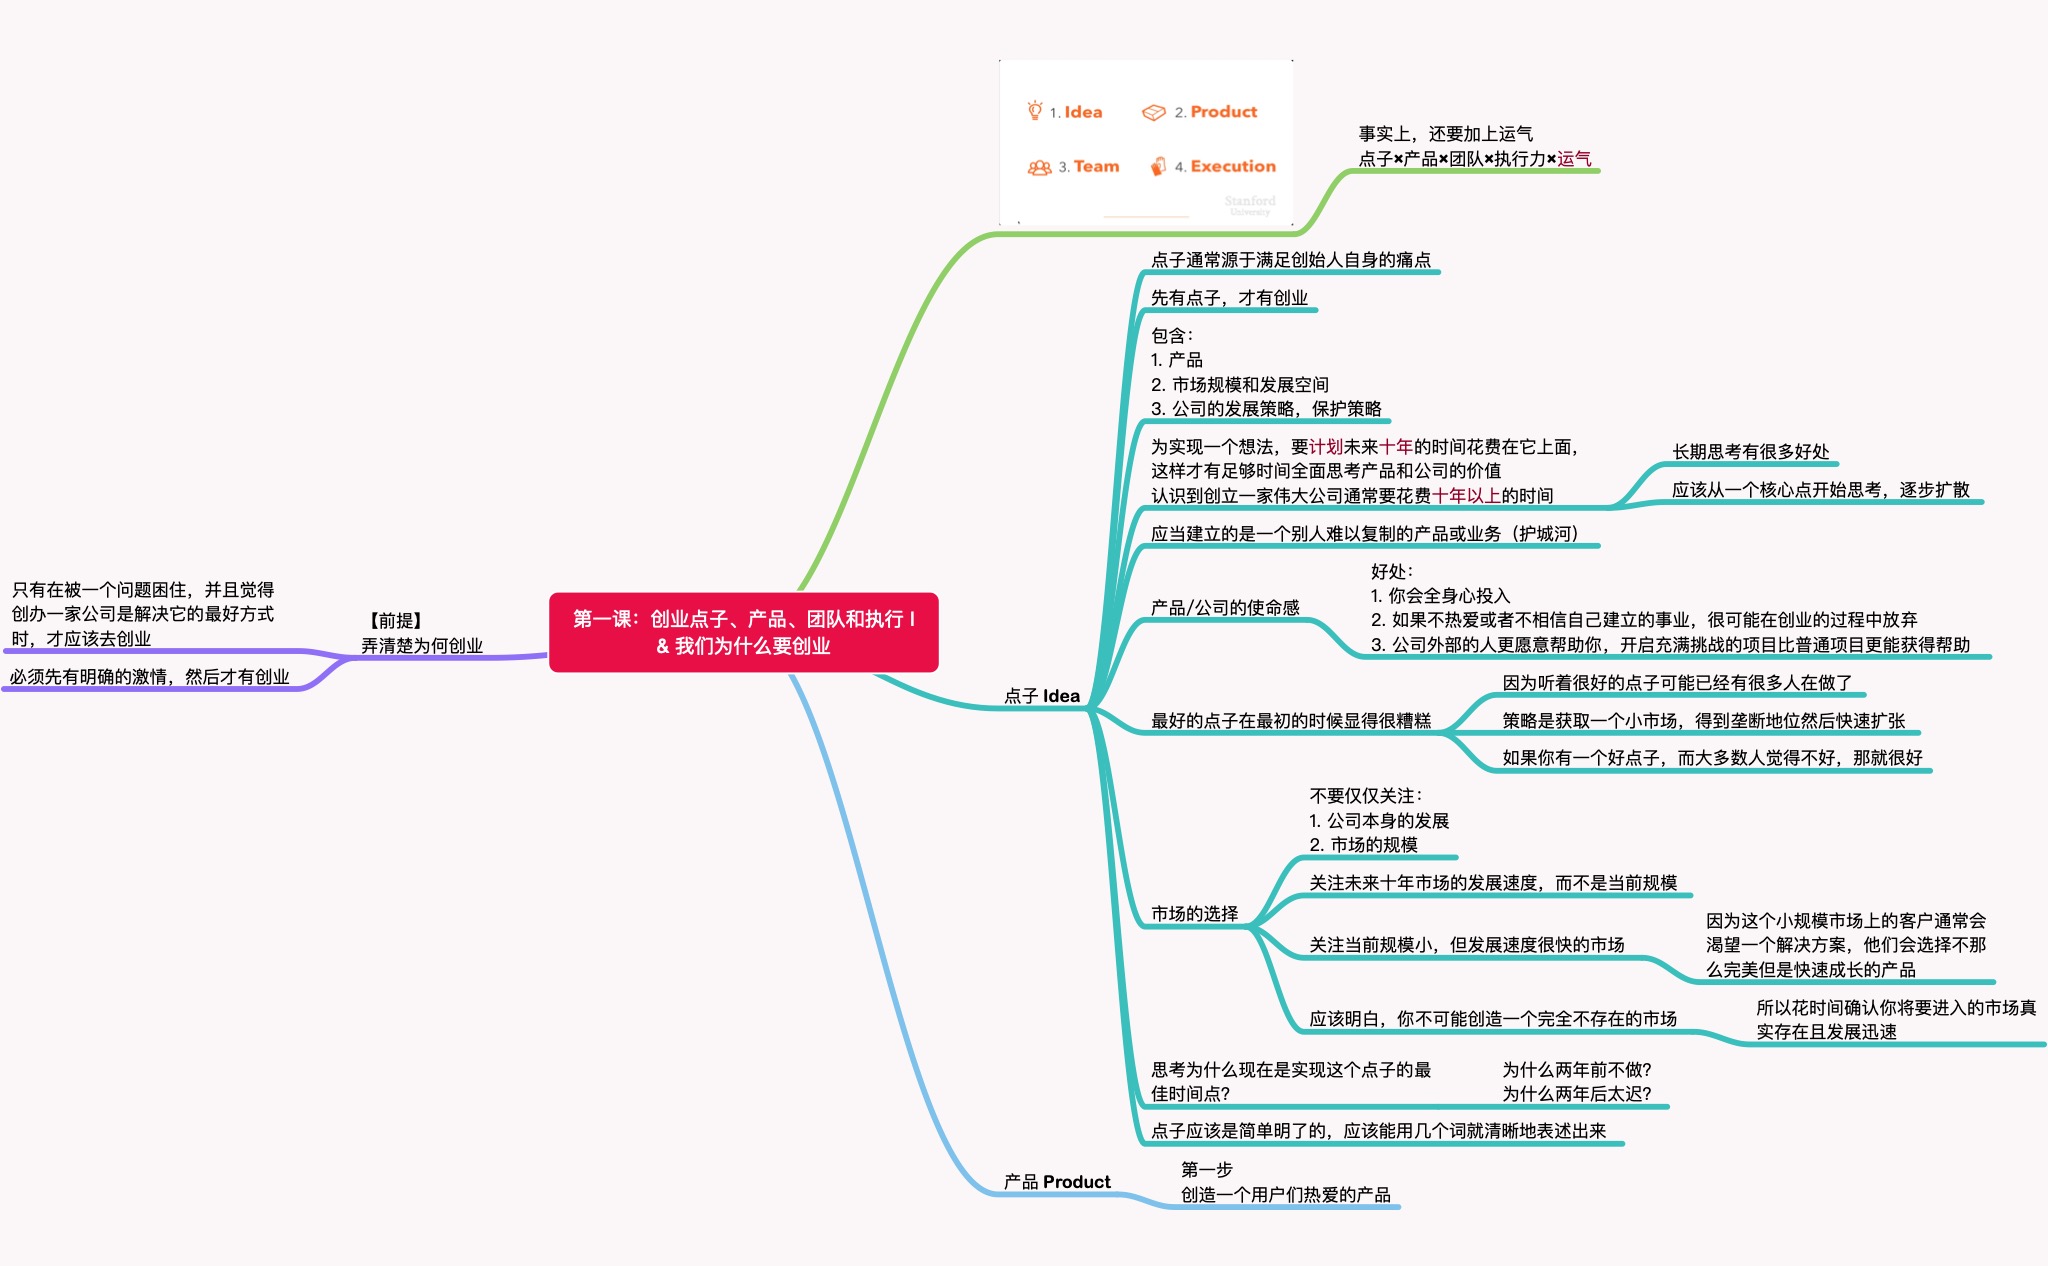 1. Idea
2. Product
3. Team
4. Execution
Stanford
University
事实上，还要加上运气
点子×产品×团队×执行力×运气
点子通常源于满足创始人自身的痛点
先有点子，才有创业
包含：
1. 产品
2. 市场规模和发展空间
3. 公司的发展策略，保护策略
为实现一个想法，要计划未来十年的时间花费在它上面，
这样才有足够时间全面思考产品和公司的价值
认识到创立一家伟大公司通常要花费十年以上的时间
长期思考有很多好处
应该从一个核心点开始思考，逐步扩散
应当建立的是一个别人难以复制的产品或业务（护城河）
产品/公司的使命感
好处：
1. 你会全身心投入
2. 如果不热爱或者不相信自己建立的事业，很可能在创业的过程中放弃
3. 公司外部的人更愿意帮助你，开启充满挑战的项目比普通项目更能获得帮助
只有在被一个问题困住，并且觉得
创办一家公司是解决它的最好方式
时，才应该去创业
必须先有明确的激情，然后才有创业
【前提】
弄清楚为何创业
第一课：创业点子、产品、团队和执行 I
& 我们为什么要创业
点子 Idea
最好的点子在最初的时候显得很糟糕
因为听着很好的点子可能已经有很多人在做了
策略是获取一个小市场，得到垄断地位然后快速扩张
如果你有一个好点子，而大多数人觉得不好，那就很好
市场的选择
不要仅仅关注：
1. 公司本身的发展
2. 市场的规模
关注未来十年市场的发展速度，而不是当前规模
关注当前规模小，但发展速度很快的市场
因为这个小规模市场上的客户通常会
渴望一个解决方案，他们会选择不那
么完美但是快速成长的产品
应该明白，你不可能创造一个完全不存在的市场
所以花时间确认你将要进入的市场真
实存在且发展迅速
思考为什么现在是实现这个点子的最
佳时间点？
为什么两年前不做？
为什么两年后太迟？
点子应该是简单明了的，应该能用几个词就清晰地表述出来
产品 Product
第一步
创造一个用户们热爱的产品